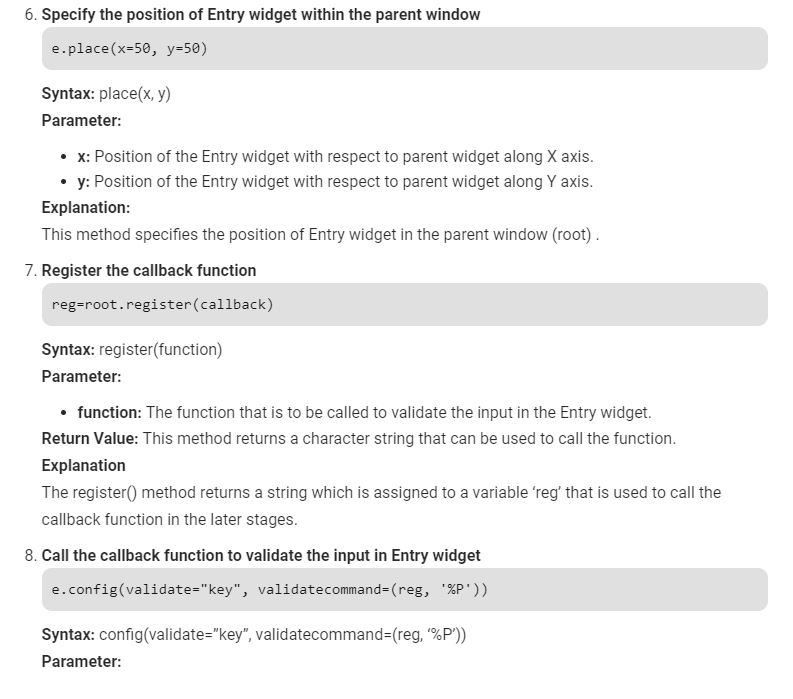 6. Specify the position of Entry widget within the parent window
e.place(x=50, y=50)
Syntax: place(x, y)
Parameter:
• x: Position of the Entry widget with respect to parent widget along X axis.
• y: Position of the Entry widget with respect to parent widget along Y axis.
Explanation:
This method specifies the position of Entry widget in the parent window (root) .
7. Register the callback function
reg=root.register(callback)
Syntax: register(function)
Parameter:
• function: The function that is to be called to validate the input in the Entry widget.
Return Value: This method returns a character string that can be used to call the function.
Explanation
The register() method returns a string which is assigned to a variable ‘reg’ that is used to call the
callback function in the later stages.
8. Call the callback function to validate the input in Entry widget
e.config(validate="key", validatecommand=(reg, '%P'))
Syntax: config(validate=”key”, validatecommand=(reg, ‘%P’))
Parameter: